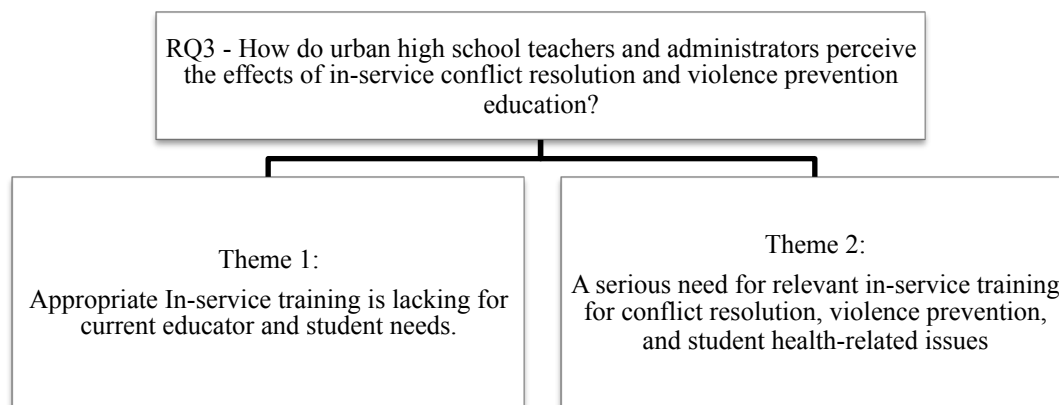 RQ3 - How do urban high school teachers and administrators perceive
the effects of in-service conflict resolution and violence prevention
education?
Theme 1:
Appropriate In-service training is lacking for
current educator and student needs.
Theme 2:
A serious need for relevant in-service training
for conflict resolution, violence prevention,
and student health-related issues